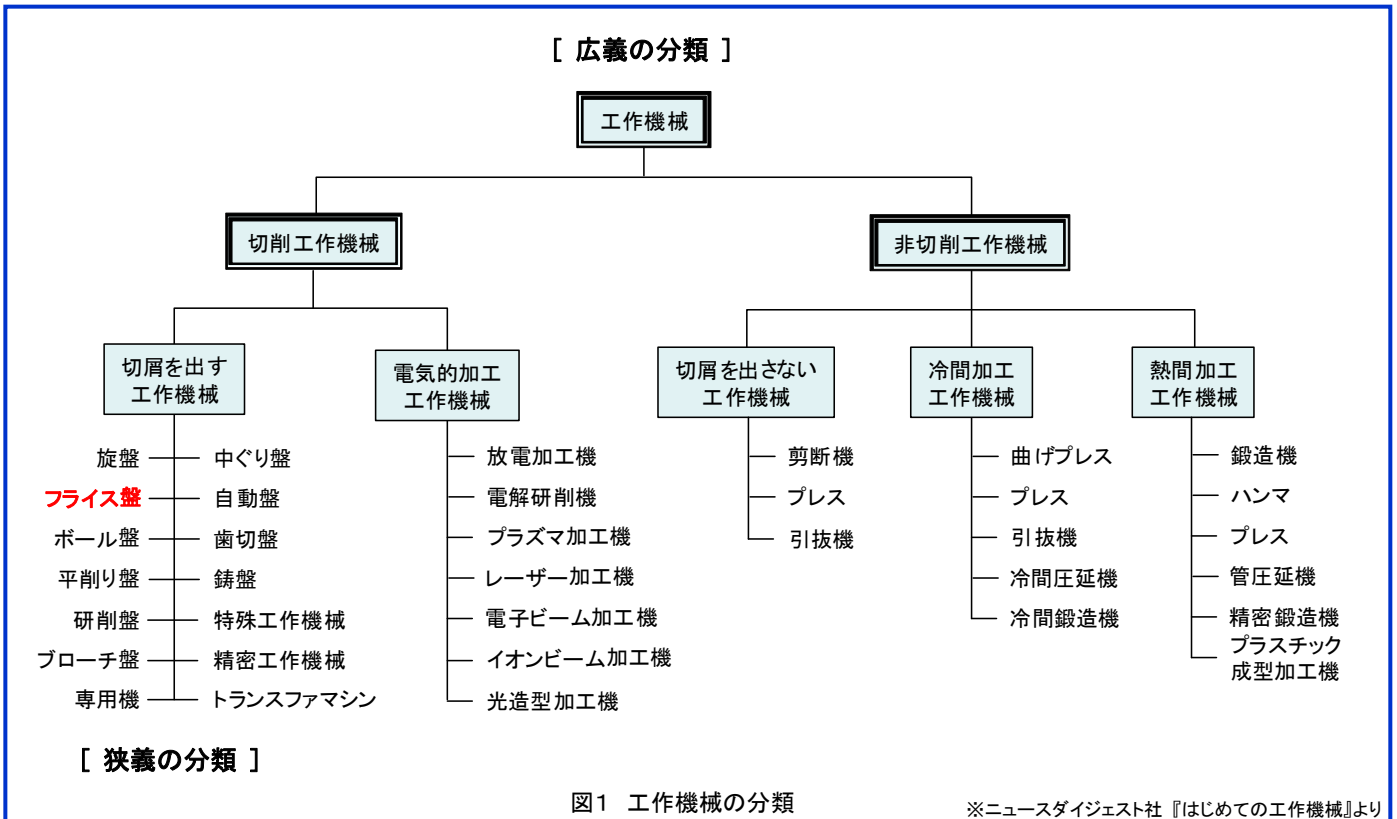 [ 広義の分類 ]
工作機械
切削工作機械
非切削工作機械
切屑を出す
工作機械
電気的加工
工作機械
切屑を出さない
工作機械
冷間加工
工作機械
熱間加工
工作機械
旋盤
中ぐり盤
フライス盤
自動盤
ボール盤
歯切盤
平削り盤
鋳盤
研削盤
特殊工作機械
ブローチ盤
精密工作機械
専用機
トランスファマシン
放電加工機
電解研削機
プラズマ加工機
レーザー加工機
電子ビーム加工機
イオンビーム加工機
光造型加工機
剪断機
プレス
引抜機
曲げプレス
プレス
引抜機
冷間圧延機
冷間鍛造機
鍛造機
ハンマ
プレス
管圧延機
精密鍛造機
プラスチック
成型加工機
[ 狭義の分類 ]
図1 工作機械の分類
※ニュースダイジェスト社 『はじめての工作機械』より